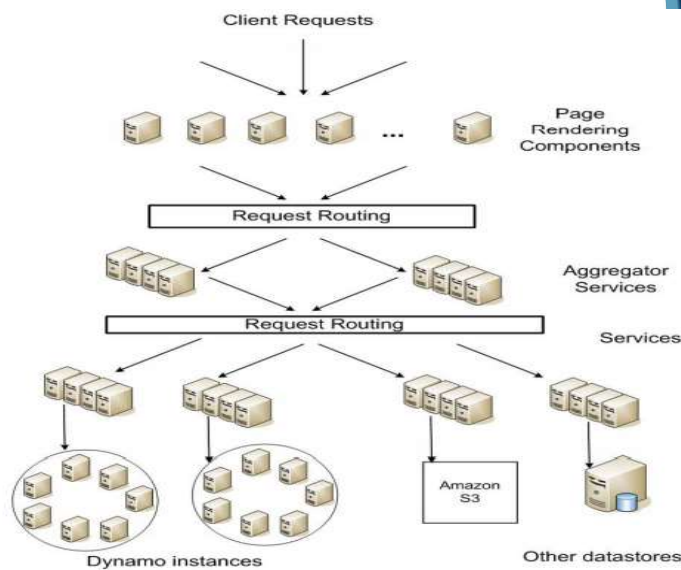 Client Requests
...
Page
Rendering
Components
Request Routing
Aggregator
Services
Request Routing
Services
Amazon
S3
Dynamo instances
Other datastores